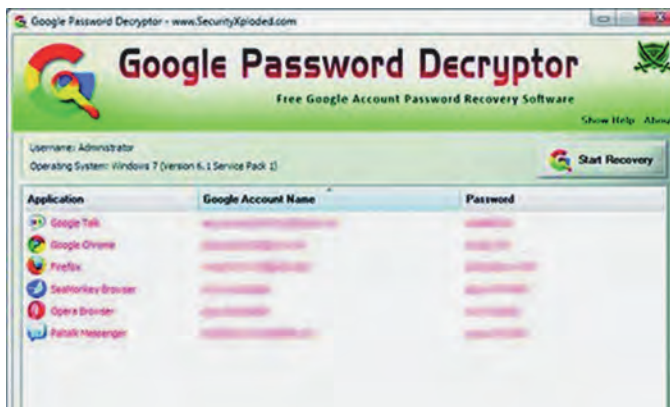 Google Password Decryptor - www.SecurityXploded.com
Google Password Decryptor
Free Google Account Password Recovery Software
Show Help Abou
Username: Administrator
Operating System: Windows 7 (Version 6.1 Service Pack 1)
Start Recovery
Application Google Account Name Password
Google Talk
Google Chrome
Firefox
SeaMonkey Browser
Opera Browser
Paltalk Messenger